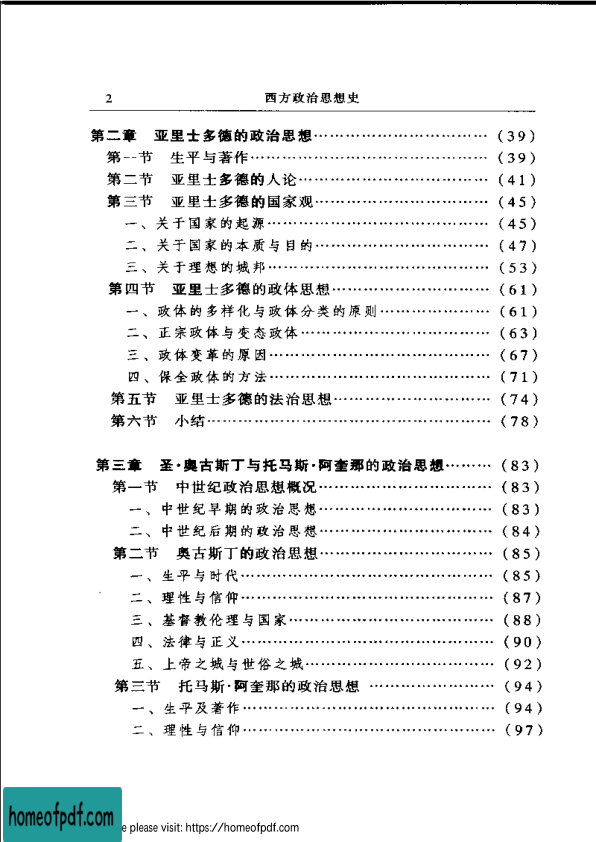 2 西方政治思想史
第二章 亚里士多德的政治思想………………………………(39)
第一节 生平与著作………………………………………(39)
第二节 亚里士多德的人论………………………………(41)
第三节 亚里士多德的国家观……………………………(45)
一、关于国家的起源……………………………………(45)
二、关于国家的本质与目的……………………………(47)
三、关于理想的城邦……………………………………(53)
第四节 亚里士多德的政体思想…………………………(61)
一、政体的多样化与政体分类的原则…………………(61)
二、正宗政体与变态政体………………………………(63)
三、政体变革的原因……………………………………(67)
四、保全政体的方法……………………………………(71)
第五节 亚里士多德的法治思想…………………………(74)
第六节 小结………………………………………………(78)
第三章 圣·奥古斯丁与托马斯·阿奎那的政治思想………(83)
第一节 中世纪政治思想概况……………………………(83)
一、中世纪早期的政治思想……………………………(83)
二、中世纪后期的政治思想……………………………(84)
第二节 奥古斯丁的政治思想……………………………(85)
一、生平与时代…………………………………………(85)
二、理性与信仰…………………………………………(87)
三、基督教伦理与国家…………………………………(88)
四、法律与正义…………………………………………(90)
五、上帝之城与世俗之城………………………………(92)
第三节 托马斯·阿奎那的政治思想 ……………………(94)
一、生平及著作…………………………………………(94)
二、理性与信仰…………………………………………(97)
homeofpdf.com
e please visit: https://homeofpdf.com